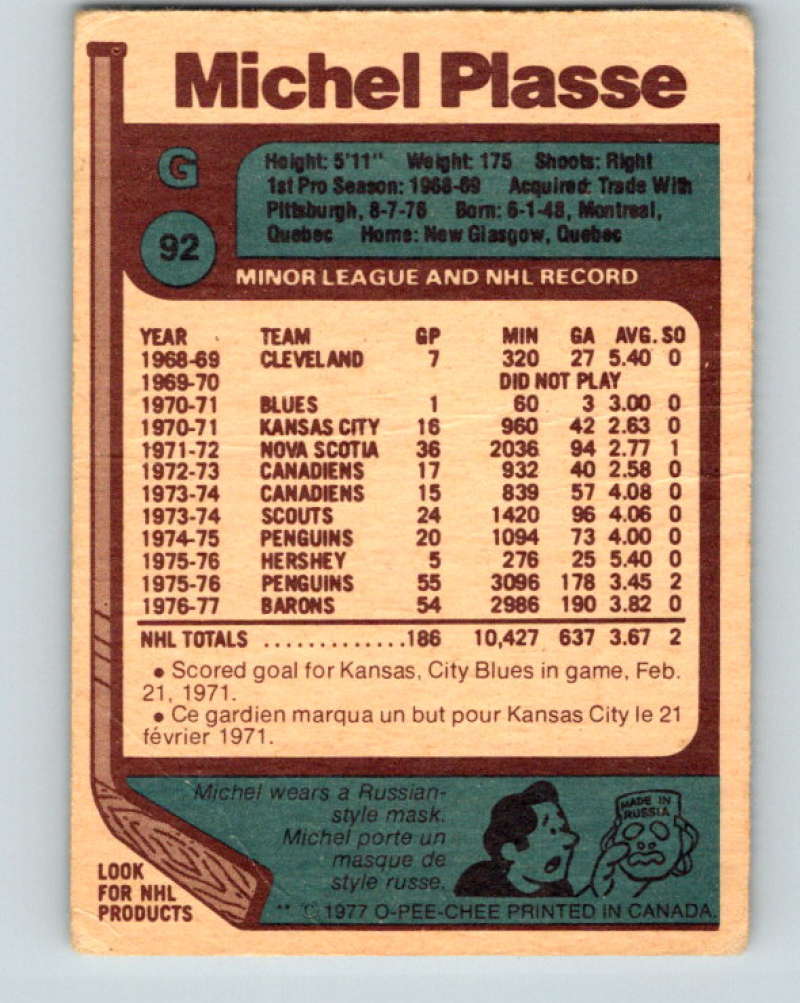 Michel Plasse
G
92
Height: 5'11" Weight: 175 Shoots: Right
1st Pro Season: 1968-69 Acquired: Trade With
Pittsburgh, 8-7-76 Born: 6-1-48, Montreal,
Quebec Home: New Glasgow, Quebec
MINOR LEAGUE AND NHL RECORD
YEAR TEAM GP MIN GA AVG. SO
1968-69 CLEVELAND 7 320 27 5.40 0
1969-70 DID NOT PLAY
1970-71 BLUES 1 60 3 3.00 0
1970-71 KANSAS CITY 16 960 42 2.63 0
1971-72 NOVA SCOTIA 36 2036 94 2.77 1
1972-73 CANADIENS 17 932 40 2.58 0
1973-74 CANADIENS 15 839 57 4.08 0
1973-74 SCOUTS 24 1420 96 4.06 0
1974-75 PENGUINS 20 1094 73 4.00 0
1975-76 HERSHEY 5 276 25 5.40 0
1975-76 PENGUINS 55 3096 178 3.45 2
1976-77 BARONS 54 2986 190 3.82 0
NHL TOTALS .............186 10,427 637 3.67 2
• Scored goal for Kansas, City Blues in game, Feb.
21, 1971.
• Ce gardien marqua un but pour Kansas City le 21
février 1971.
Michel wears a Russian-
style mask.
Michel porte un
masque de
style russe.
MADE IN
RUSSIA
LOOK
FOR NHL
PRODUCTS
** © 1977 O-PEE-CHEE PRINTED IN CANADA.